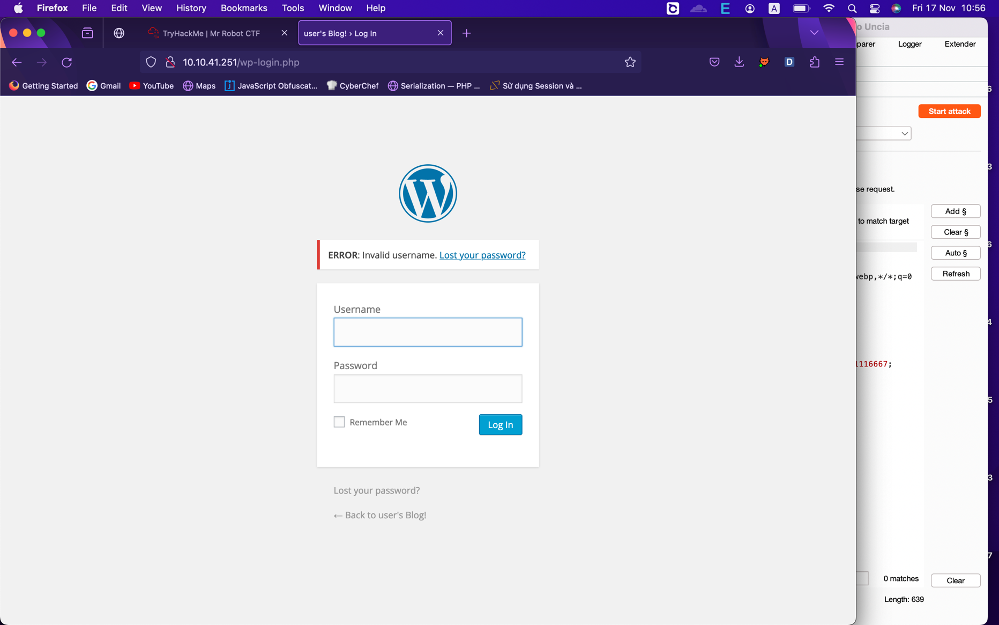 Firefox File Edit View History Bookmarks Tools Window Help A Fri 17 Nov 10:56
TryHackMe | Mr Robot CTF
user's Blog! › Log In
o Uncia
parer Logger Extender
10.10.41.251/wp-login.php
D
Getting Started Gmail YouTube Maps JavaScript Obfuscat... CyberChef Serialization — PHP ... Sử dụng Session và ...
6
Start attack
3
se request.
Add §
to match target
Clear §
6
Auto §
Refresh
webp,*/*;q=0
4
1116667;
5
3
7
0 matches
Clear
Length: 639
ERROR: Invalid username. Lost your password?
Username
Password
Remember Me
Log In
Lost your password?
← Back to user's Blog!